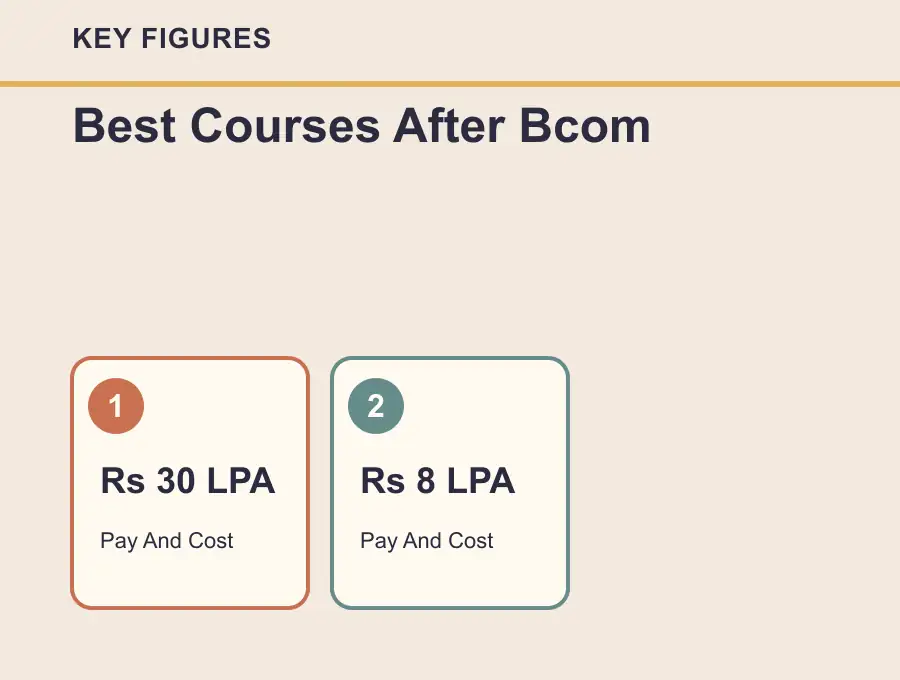 KEY FIGURES
Best Courses After Bcom
1
Rs 30 LPA
Pay And Cost
2
Rs 8 LPA
Pay And Cost